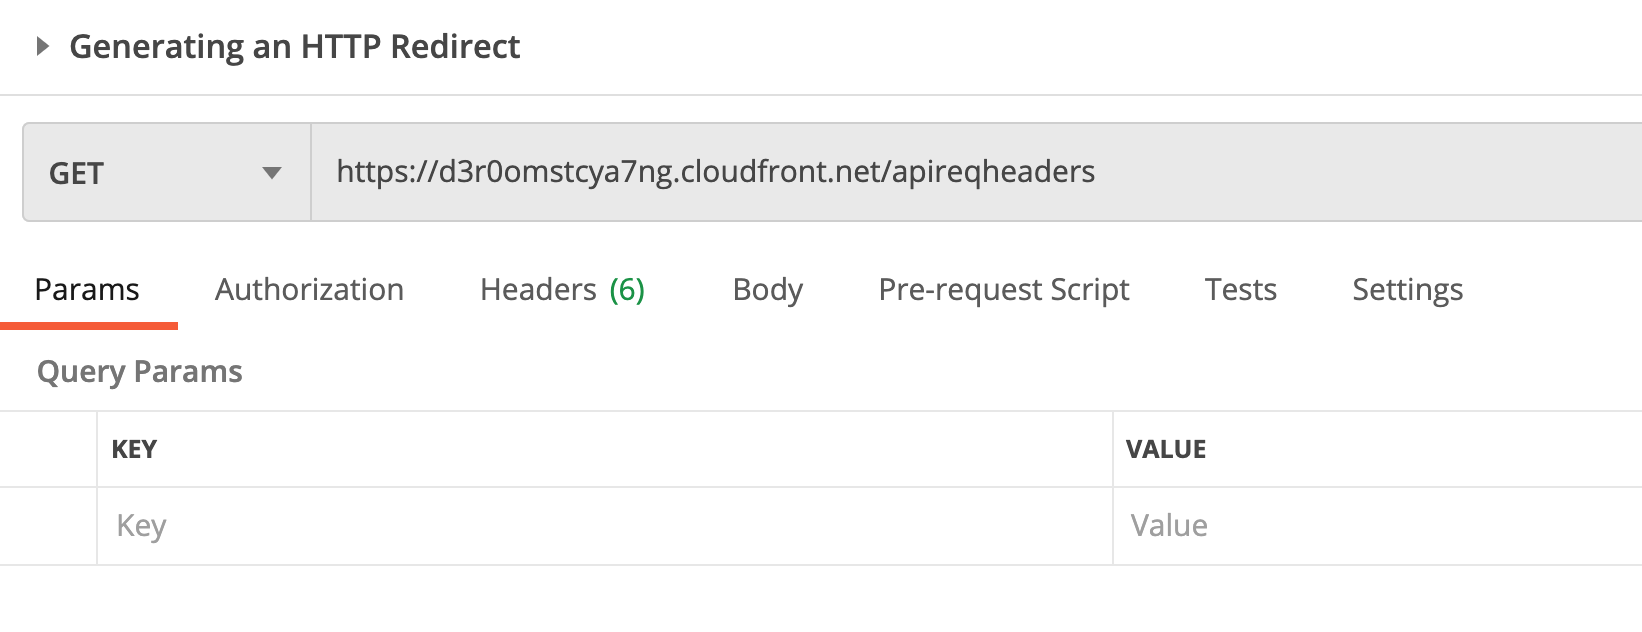 Generating an HTTP Redirect
GET https://d3r0omstcya7ng.cloudfront.net/apireqheaders
Params Authorization Headers (6) Body Pre-request Script Tests Settings
Query Params
KEY VALUE
Key Value